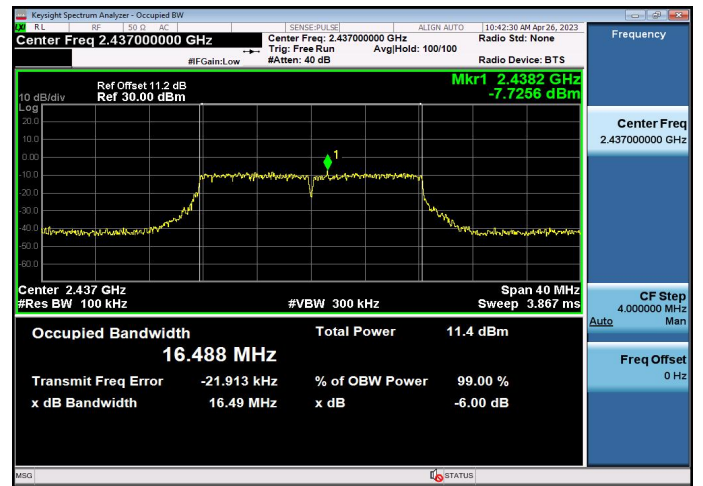 Keysight Spectrum Analyzer - Occupied BW
LXI RL RF 50 Ω AC SENSE:PULSE ALIGN AUTO 10:42:30 AM Apr 26, 2023
Center Freq 2.437000000 GHz
Center Freq: 2.437000000 GHz Radio Std: None
Trig: Free Run Avg|Hold: 100/100
#IFGain:Low #Atten: 40 dB Radio Device: BTS
Frequency
Ref Offset 11.2 dB Mkr1 2.4382 GHz
10 dB/div Ref 30.00 dBm -7.7256 dBm
Log
20.0
10.0
0.00
-10.0
-20.0
-30.0
-40.0
-50.0
-60.0
1
Center 2.437 GHz Span 40 MHz
#Res BW 100 kHz #VBW 300 kHz Sweep 3.867 ms
Occupied Bandwidth Total Power 11.4 dBm
16.488 MHz
Transmit Freq Error -21.913 kHz % of OBW Power 99.00 %
x dB Bandwidth 16.49 MHz x dB -6.00 dB
Center Freq
2.437000000 GHz
CF Step
4.000000 MHz
Auto Man
Freq Offset
0 Hz
MSG STATUS